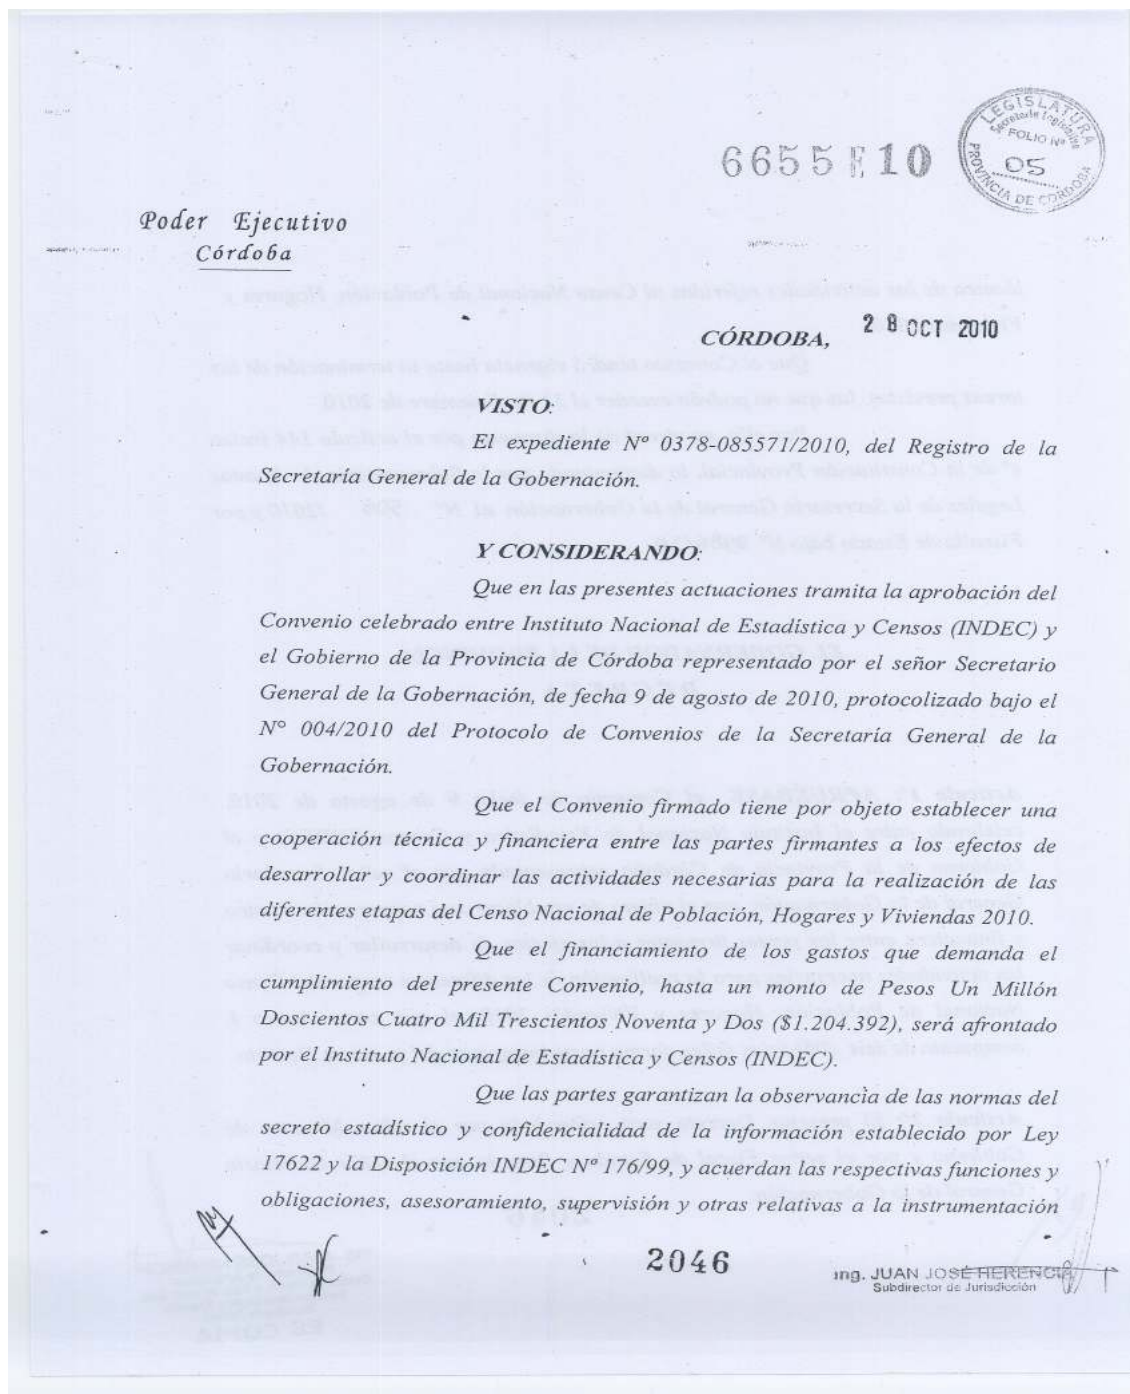 LEGISLATURA
Secretaría Legislativa
FOLIO Nº
05
PROVINCIA DE CORDOBA
6655 E 10
Poder Ejecutivo
Córdoba
CÓRDOBA, 28 OCT 2010
VISTO:
El expediente Nº 0378-085571/2010, del Registro de la
Secretaría General de la Gobernación.
Y CONSIDERANDO:
Que en las presentes actuaciones tramita la aprobación del
Convenio celebrado entre Instituto Nacional de Estadística y Censos (INDEC) y
el Gobierno de la Provincia de Córdoba representado por el señor Secretario
General de la Gobernación, de fecha 9 de agosto de 2010, protocolizado bajo el
N° 004/2010 del Protocolo de Convenios de la Secretaría General de la
Gobernación.
Que el Convenio firmado tiene por objeto establecer una
cooperación técnica y financiera entre las partes firmantes a los efectos de
desarrollar y coordinar las actividades necesarias para la realización de las
diferentes etapas del Censo Nacional de Población, Hogares y Viviendas 2010.
Que el financiamiento de los gastos que demanda el
cumplimiento del presente Convenio, hasta un monto de Pesos Un Millón
Doscientos Cuatro Mil Trescientos Noventa y Dos ($1.204.392), será afrontado
por el Instituto Nacional de Estadística y Censos (INDEC).
Que las partes garantizan la observancia de las normas del
secreto estadístico y confidencialidad de la información establecido por Ley
17622 y la Disposición INDEC Nº 176/99, y acuerdan las respectivas funciones y
obligaciones, asesoramiento, supervisión y otras relativas a la instrumentación
2046
Ing. JUAN JOSÉ HERENCIA
Subdirector de Jurisdicción